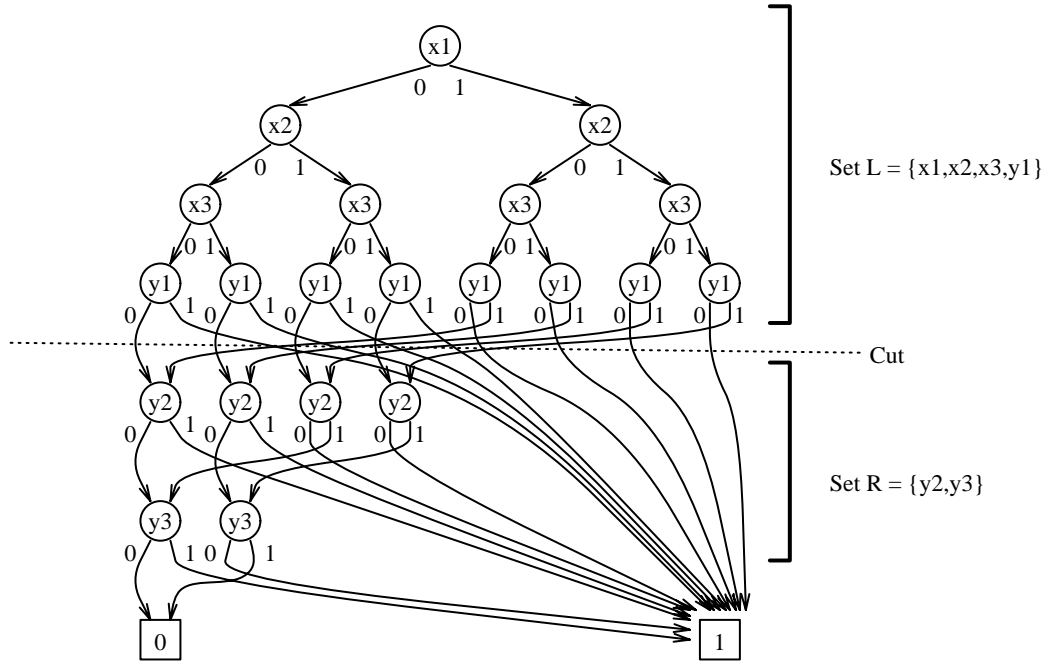 x1
0 1
x2 x2
0 1 0 1
Set L = {x1,x2,x3,y1}
x3 x3 x3 x3
0 1 0 1 0 1 0 1
y1 y1 y1 y1 y1 y1 y1 y1
0 1 0 1 0 1 0 1 0 1 0 1 0 1 0 1
Cut
y2 y2 y2 y2
0 1 0 1 0 1 0 1
Set R = {y2,y3}
y3 y3
0 1 0 1
0 1